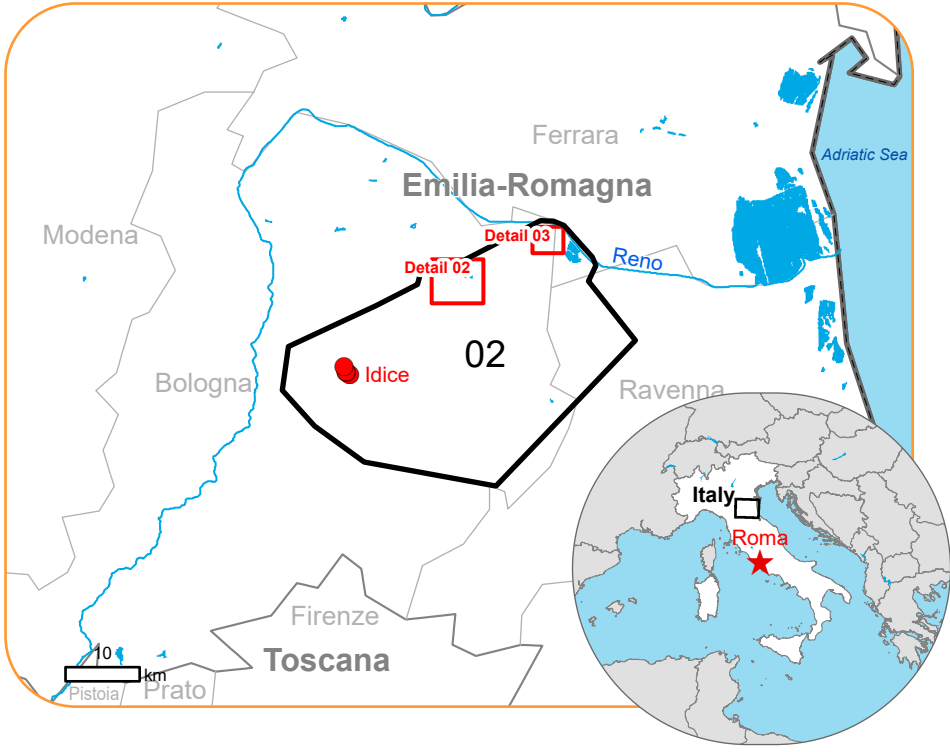 Ferrara
Adriatic Sea
Emilia-Romagna
Modena
Detail 03
Reno
Detail 02
02
Idice
Bologna
Ravenna
Italy
Roma
Firenze
Toscana
10
km
Pistoia
Prato